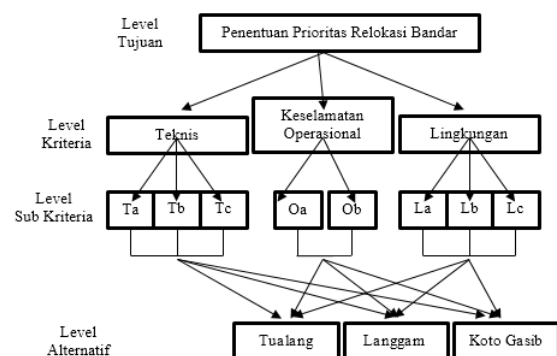 Level
Tujuan
Penentuan Prioritas Relokasi Bandar
Level
Kriteria
Teknis
Keselamatan
Operasional
Lingkungan
Level
Sub Kriteria
Ta Tb Tc Oa Ob La Lb Lc
Level
Alternatif
Tualang Langgam Koto Gasib